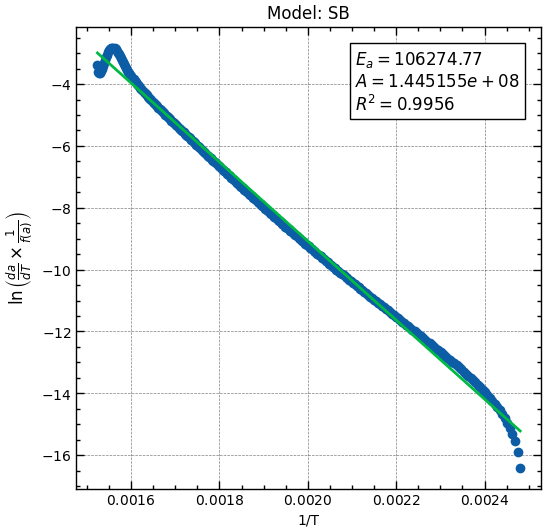 Model: SB
E_a = 106274.77
A = 1.445155e + 08
R² = 0.9956
ln(da/dT × 1/f(a))
−4
−6
−8
−10
−12
−14
−16
0.0016 0.0018 0.0020 0.0022 0.0024
1/T